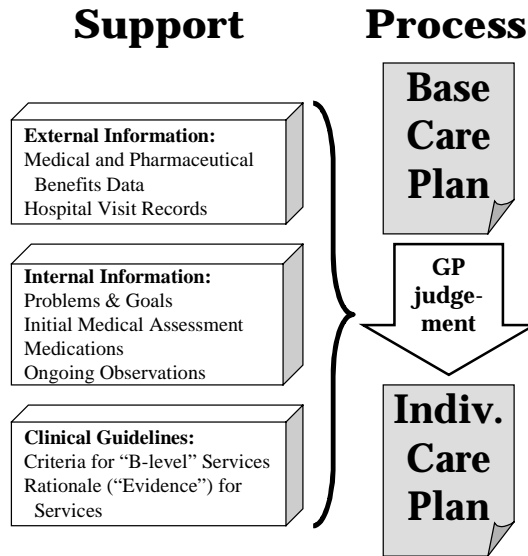 Support
External Information:
Medical and Pharmaceutical
Benefits Data
Hospital Visit Records
Internal Information:
Problems & Goals
Initial Medical Assessment
Medications
Ongoing Observations
Clinical Guidelines:
Criteria for “B-level” Services
Rationale (“Evidence”) for
Services
Process
Base
Care
Plan
GP
judge-
ment
Indiv.
Care
Plan